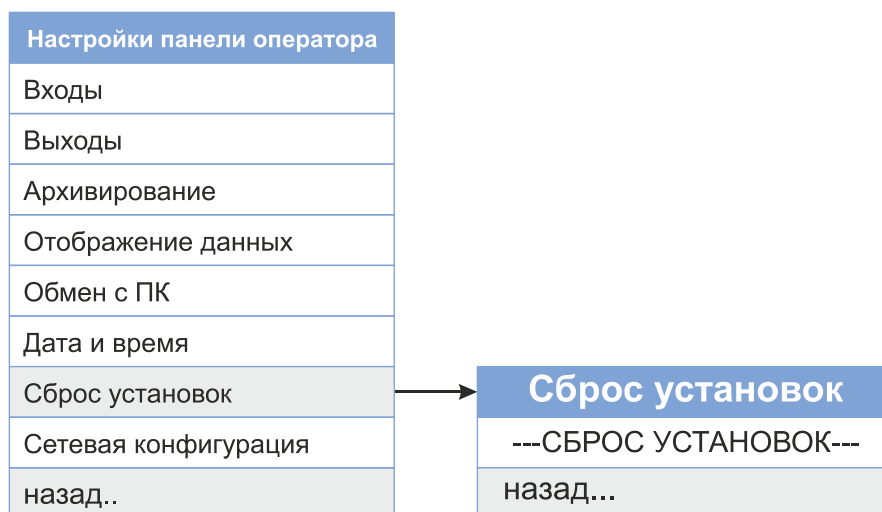 Настройки панели оператора
Входы
Выходы
Архивирование
Отображение данных
Обмен с ПК
Дата и время
Сброс установок
Сетевая конфигурация
назад..
Сброс установок
---СБРОС УСТАНОВОК---
назад...